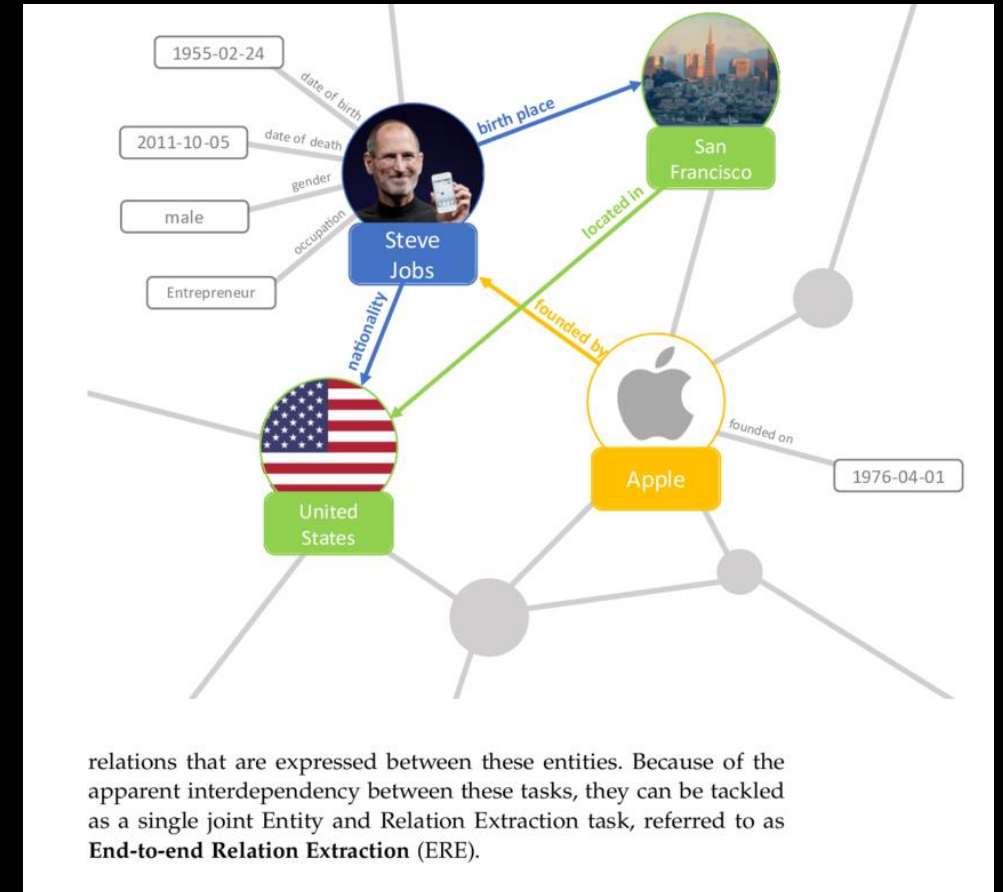 1955-02-24
date of birth
2011-10-05
date of death
gender
male
occupation
Entrepreneur
Steve
Jobs
birth place
San
Francisco
located in
nationality
founded by
United
States
Apple
founded on
1976-04-01
relations that are expressed between these entities. Because of the
apparent interdependency between these tasks, they can be tackled
as a single joint Entity and Relation Extraction task, referred to as
End-to-end Relation Extraction (ERE).